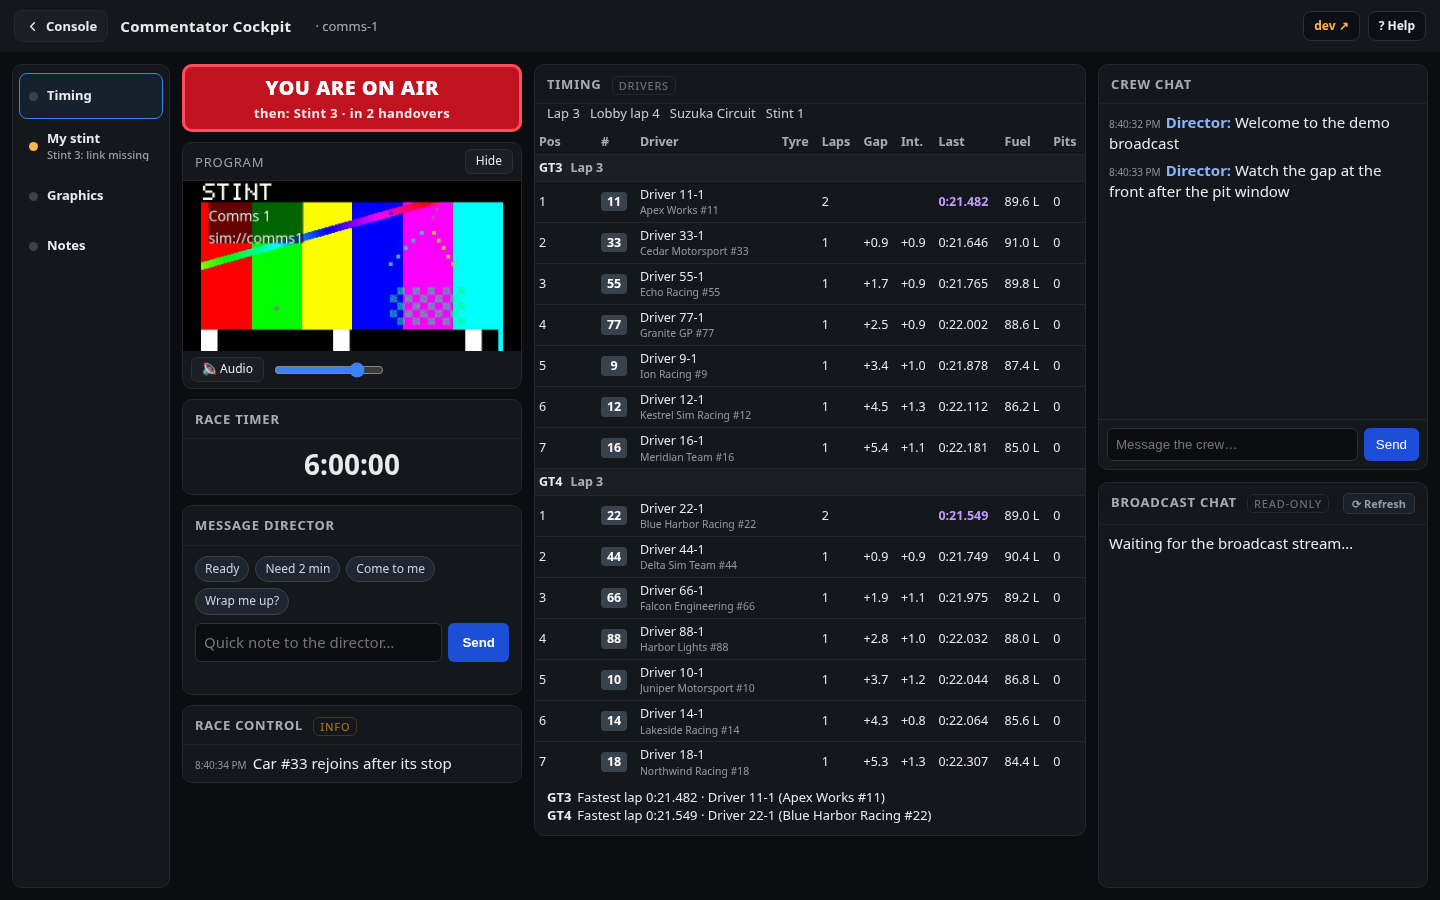 Console
Commentator Cockpit
· comms-1
dev ↗
? Help
Timing
My stint
Stint 3: link missing
Graphics
Notes
YOU ARE ON AIR
then: Stint 3 · in 2 handovers
PROGRAM
Hide
STINT
Comms 1
sim://comms1
Audio
RACE TIMER
6:00:00
MESSAGE DIRECTOR
Ready
Need 2 min
Come to me
Wrap me up?
Quick note to the director…
Send
RACE CONTROL INFO
8:40:34 PM Car #33 rejoins after its stop
TIMING DRIVERS
Lap 3 Lobby lap 4 Suzuka Circuit Stint 1
Pos # Driver Tyre Laps Gap Int. Last Fuel Pits
GT3 Lap 3
1 11 Driver 11-1 2 0:21.482 89.6 L 0
Apex Works #11
2 33 Driver 33-1 1 +0.9 +0.9 0:21.646 91.0 L 0
Cedar Motorsport #33
3 55 Driver 55-1 1 +1.7 +0.9 0:21.765 89.8 L 0
Echo Racing #55
4 77 Driver 77-1 1 +2.5 +0.9 0:22.002 88.6 L 0
Granite GP #77
5 9 Driver 9-1 1 +3.4 +1.0 0:21.878 87.4 L 0
Ion Racing #9
6 12 Driver 12-1 1 +4.5 +1.3 0:22.112 86.2 L 0
Kestrel Sim Racing #12
7 16 Driver 16-1 1 +5.4 +1.1 0:22.181 85.0 L 0
Meridian Team #16
GT4 Lap 3
1 22 Driver 22-1 2 0:21.549 89.0 L 0
Blue Harbor Racing #22
2 44 Driver 44-1 1 +0.9 +0.9 0:21.749 90.4 L 0
Delta Sim Team #44
3 66 Driver 66-1 1 +1.9 +1.1 0:21.975 89.2 L 0
Falcon Engineering #66
4 88 Driver 88-1 1 +2.8 +1.0 0:22.032 88.0 L 0
Harbor Lights #88
5 10 Driver 10-1 1 +3.7 +1.2 0:22.044 86.8 L 0
Juniper Motorsport #10
6 14 Driver 14-1 1 +4.3 +0.8 0:22.064 85.6 L 0
Lakeside Racing #14
7 18 Driver 18-1 1 +5.3 +1.3 0:22.307 84.4 L 0
Northwind Racing #18
GT3 Fastest lap 0:21.482 · Driver 11-1 (Apex Works #11)
GT4 Fastest lap 0:21.549 · Driver 22-1 (Blue Harbor Racing #22)
CREW CHAT
8:40:32 PM Director: Welcome to the demo
broadcast
8:40:33 PM Director: Watch the gap at the
front after the pit window
Message the crew…
Send
BROADCAST CHAT READ-ONLY ⟳ Refresh
Waiting for the broadcast stream…